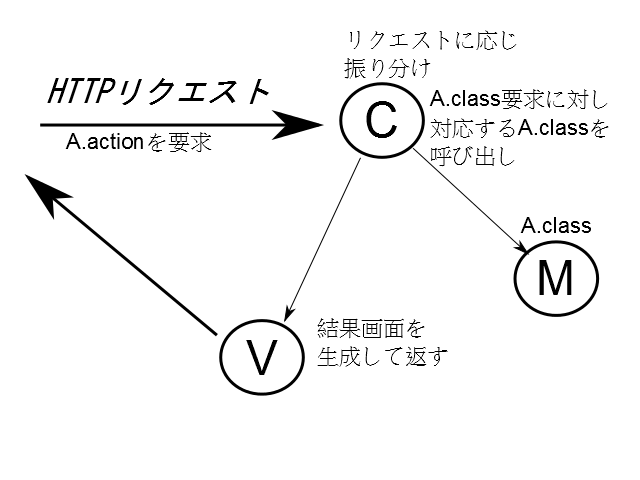 リクエストに応じ
振り分け
HTTPリクエスト
A.actionを要求
C
A.class要求に対し
対応するA.classを
呼び出し
A.class
M
V
結果画面を
生成して返す